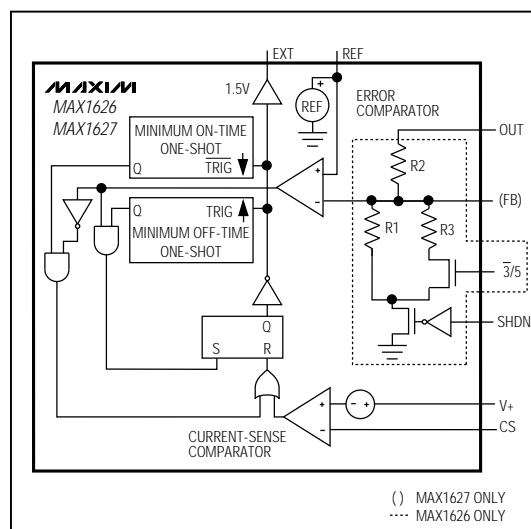 EXT
REF
MAXIM
MAX1626
MAX1627
1.5V
+
-
REF
ERROR
COMPARATOR
OUT
MINIMUM ON-TIME
ONE-SHOT
Q
TRIG
R2
+
-
(FB)
Q
TRIG
MINIMUM OFF-TIME
ONE-SHOT
R1
R3
3/5
Q
S
R
SHDN
+
-
- +
V+
CS
CURRENT-SENSE
COMPARATOR
( ) MAX1627 ONLY
MAX1626 ONLY